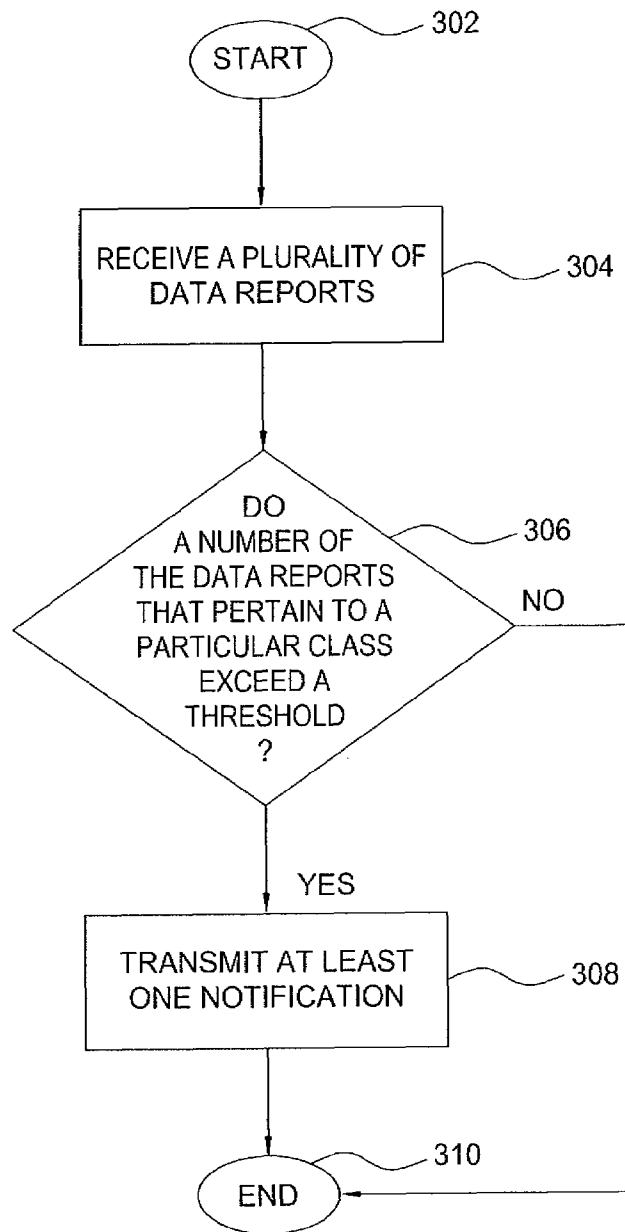 302
START
RECEIVE A PLURALITY OF
DATA REPORTS
304
DO
A NUMBER OF
THE DATA REPORTS
THAT PERTAIN TO A
PARTICULAR CLASS
EXCEED A
THRESHOLD
?
306
NO
YES
TRANSMIT AT LEAST
ONE NOTIFICATION
308
310
END